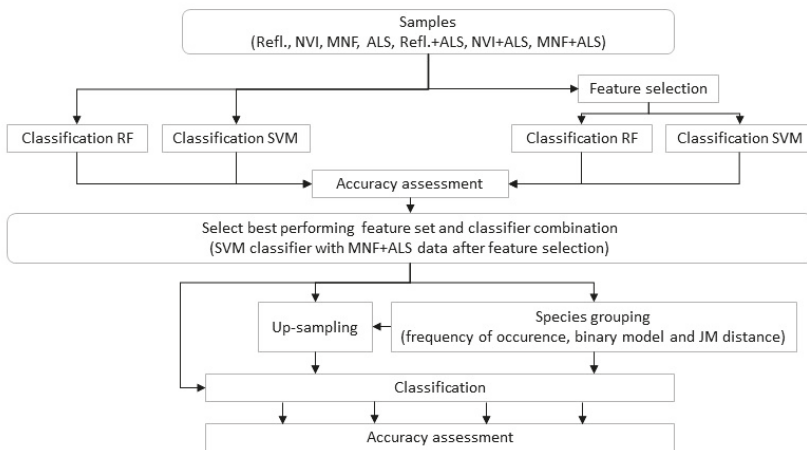 Samples
(Refl., NVI, MNF, ALS, Refl.+ALS, NVI+ALS, MNF+ALS)
Feature selection
Classification RF
Classification SVM
Classification RF
Classification SVM
Accuracy assessment
Select best performing feature set and classifier combination
(SVM classifier with MNF+ALS data after feature selection)
Up-sampling
Species grouping
(frequency of occurence, binary model and JM distance)
Classification
Accuracy assessment